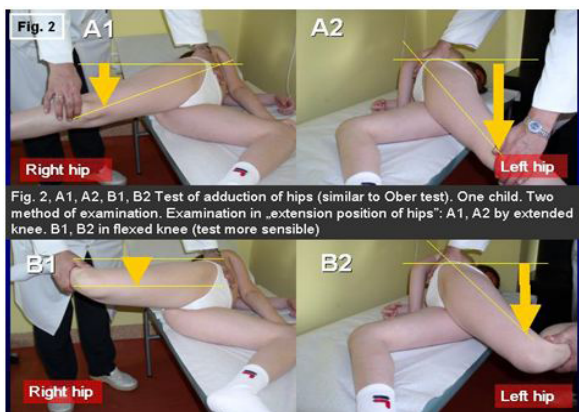 Fig. 2
A1
A2
Right hip
Left hip
Fig. 2, A1, A2, B1, B2 Test of adduction of hips (similar to Ober test). One child. Two
method of examination. Examination in „extension position of hips”: A1, A2 by extended
knee. B1, B2 in flexed knee (test more sensible)
B1
B2
Right hip
Left hip